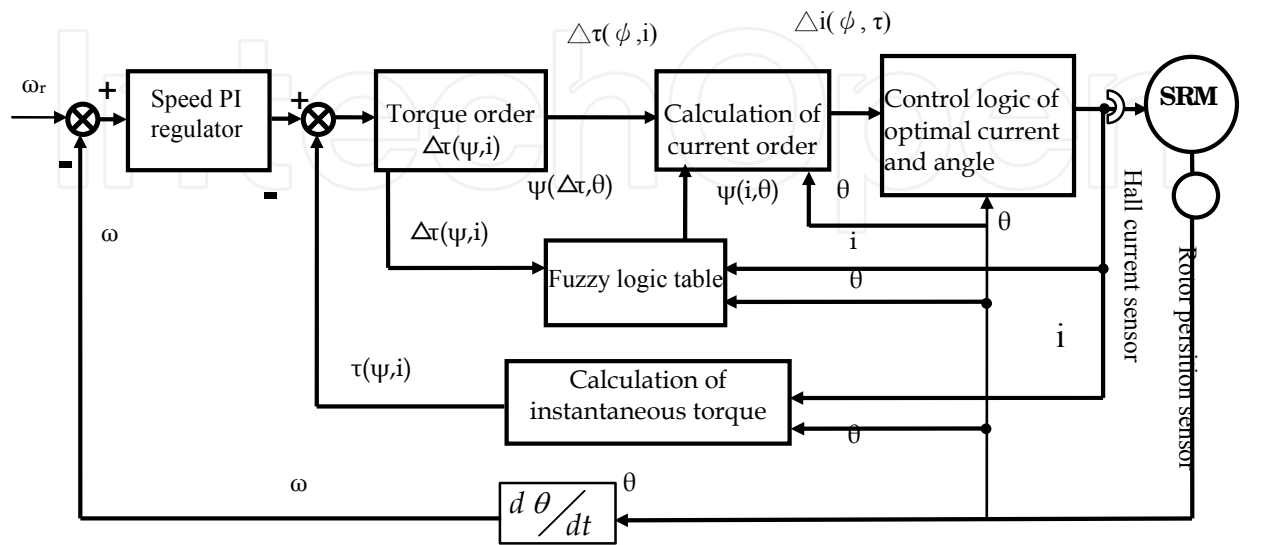 △τ( ψ ,i)
△i( ψ , τ)
ωr
+
Speed PI
regulator
+
Torque order
Δτ(ψ,i)
Calculation of
current order
Control logic of
optimal current
and angle
SRM
-
-
ψ(Δτ,θ)
ψ(i,θ)
θ
θ
ω
Δτ(ψ,i)
i
Fuzzy logic table
θ
Hall current sensor
Rotor persition sensor
i
τ(ψ,i)
Calculation of
instantaneous torque
θ
ω
d θ/dt
θ
InTechOpen